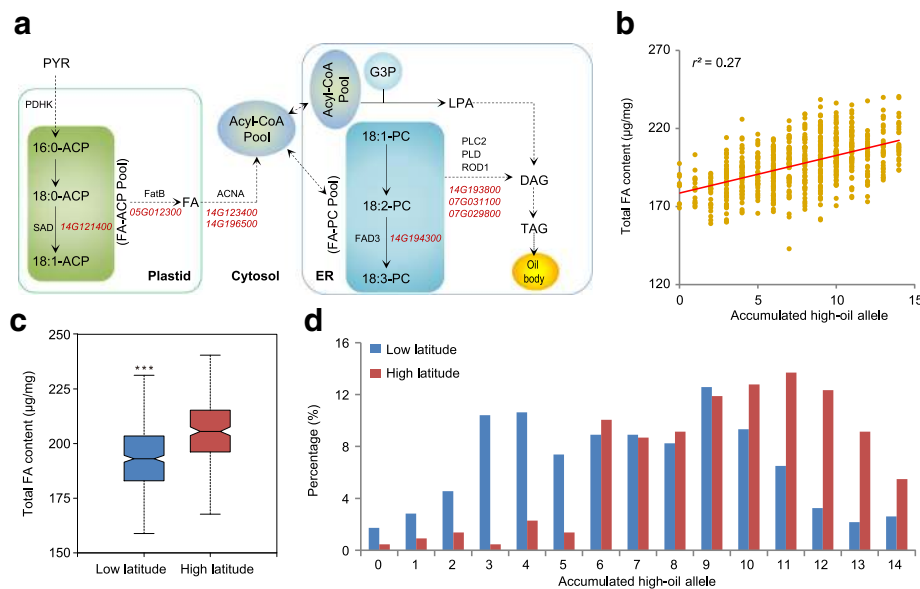 a
PYR
PDHK
16:0-ACP
18:0-ACP
SAD
14G121400
18:1-ACP
(FA-ACP Pool)
Plastid
FatB
05G012300
FA
ACNA
14G123400
14G196500
Cytosol
Acyl-CoA
Pool
Acyl-CoA
Pool
G3P
LPA
(FA-PC Pool)
ER
18:1-PC
18:2-PC
FAD3
14G194300
18:3-PC
PLC2
PLD
ROD1
14G193800
07G031100
07G029800
DAG
TAG
Oil
body
b
r² = 0.27
Total FA content (µg/mg)
270
220
170
120
0 5 10 15
Accumulated high-oil allele
c
Total FA content (µg/mg)
250
225
200
175
150
***
Low latitude High latitude
d
Low latitude
High latitude
Percentage (%)
16
12
8
4
0
0 1 2 3 4 5 6 7 8 9 10 11 12 13 14
Accumulated high-oil allele